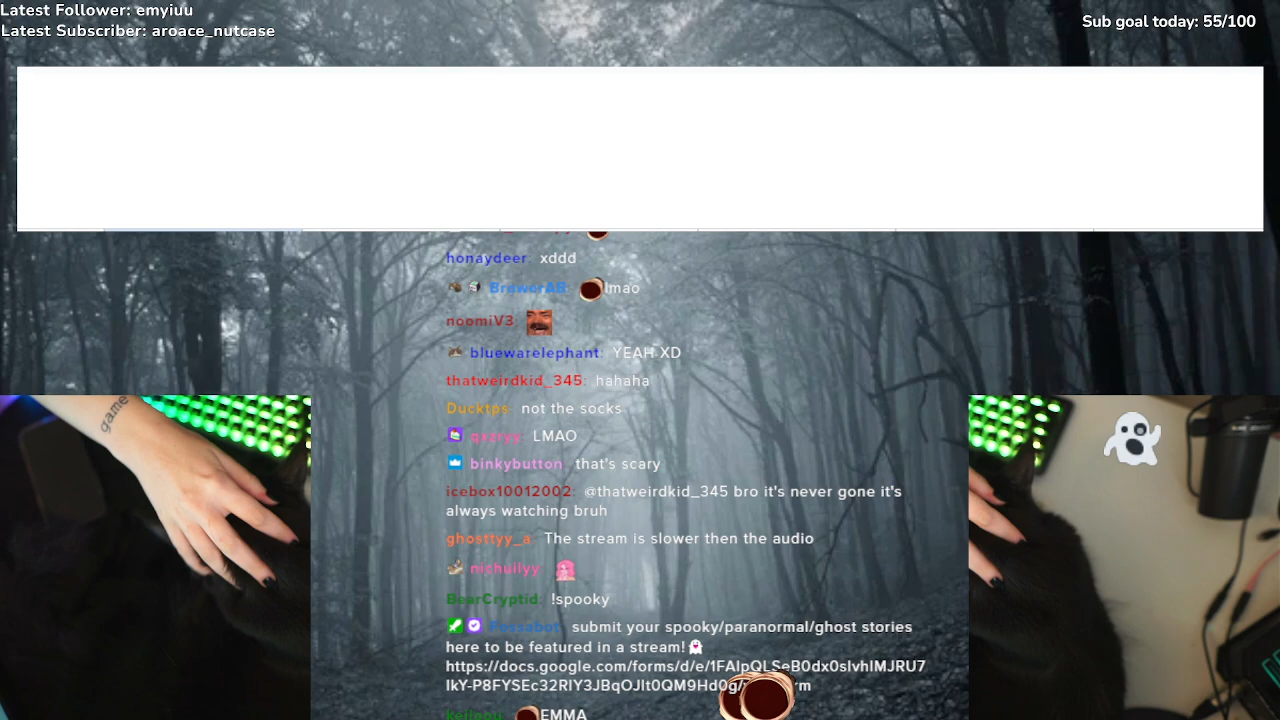 Latest Follower: emyiuu
Latest Subscriber: aroace_nutcase
Sub goal today: 55/100
honaydeer: xddd
lmao
noomiV3:
bluewarelephant: YEAH XD
thatweirdkid_345: hahaha
Ducktps: not the socks
LMAO
binkybutton: that's scary
icebox10012002: @thatweirdkid_345 bro it's never gone it's
always watching bruh
ghosttyy_a: The stream is slower then the audio
nichullyy:
BearCryptid: !spooky
Fossabot: submit your spooky/paranormal/ghost stories
here to be featured in a stream!
EMMA
game